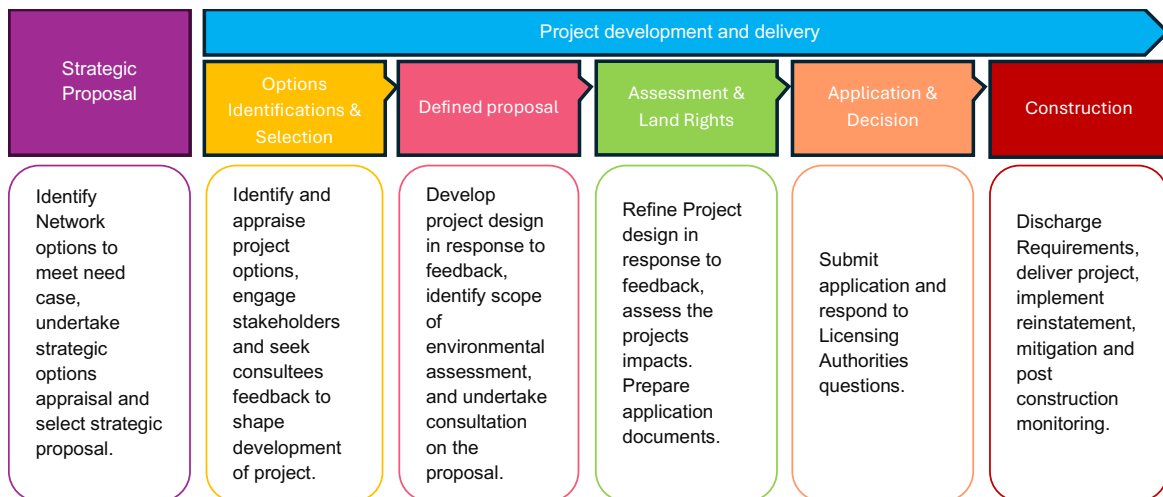 Strategic
Proposal
Project development and delivery
Options
Identifications &
Selection
Defined proposal
Assessment &
Land Rights
Application &
Decision
Construction
Identify
Network
options to
meet need
case,
undertake
strategic
options
appraisal and
select strategic
proposal.
Identify and
appraise
project
options,
engage
stakeholders
and seek
consultees
feedback to
shape
development
of project.
Develop
project design
in response to
feedback,
identify scope
of
environmental
assessment,
and undertake
consultation
on the
proposal.
Refine Project
design in
response to
feedback,
assess the
projects
impacts.
Prepare
application
documents.
Submit
application and
respond to
Licensing
Authorities
questions.
Discharge
Requirements,
deliver project,
implement
reinstatement,
mitigation and
post
construction
monitoring.